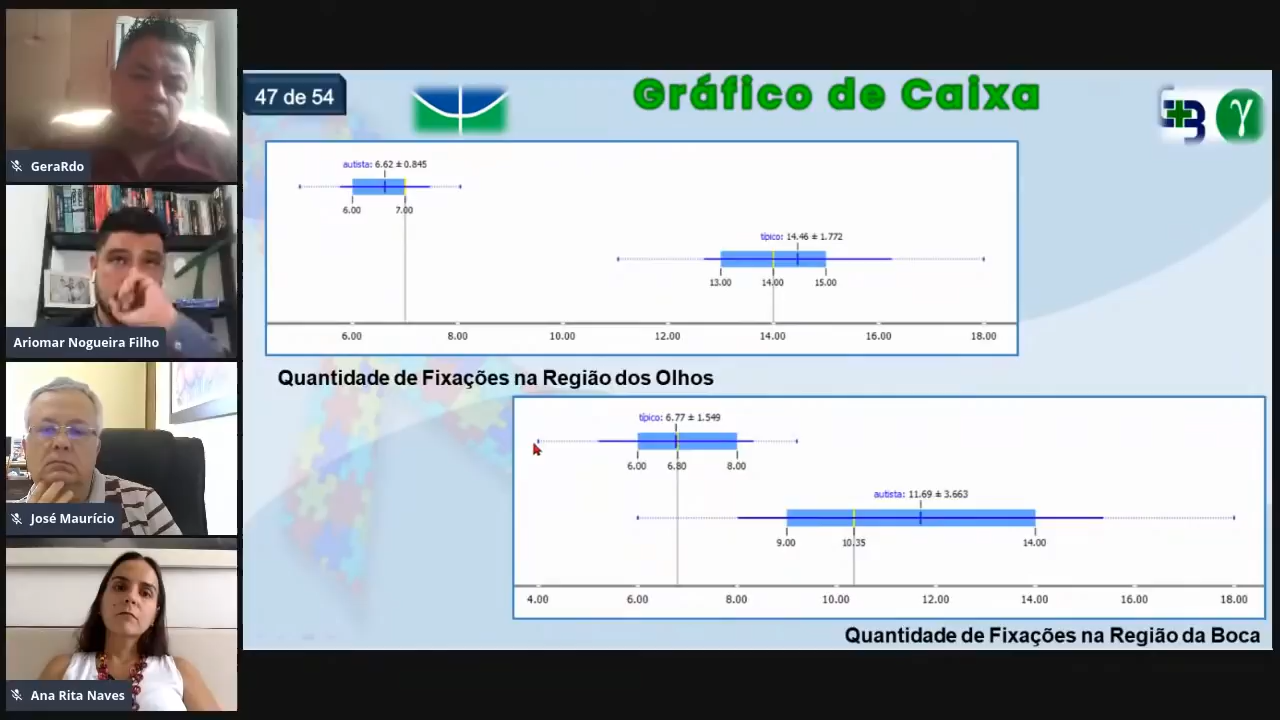 GeraRdo
Ariomar Nogueira Filho
José Maurício
Ana Rita Naves
47 de 54
Gráfico de Caixa
+B γ
autista: 6.62 ± 0.845
6.00 7.00
típico: 14.46 ± 1.772
13.00 14.00 15.00
6.00 8.00 10.00 12.00 14.00 16.00 18.00
Quantidade de Fixações na Região dos Olhos
típico: 6.77 ± 1.549
6.00 6.80 8.00
autista: 11.69 ± 3.663
9.00 10.35 14.00
4.00 6.00 8.00 10.00 12.00 14.00 16.00 18.00
Quantidade de Fixações na Região da Boca